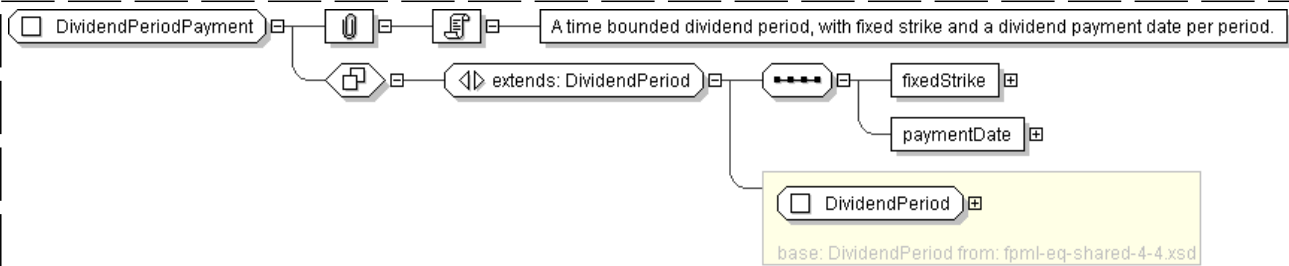 DividendPeriodPayment
A time bounded dividend period, with fixed strike and a dividend payment date per period.
extends: DividendPeriod
fixedStrike
paymentDate
DividendPeriod
base: DividendPeriod from: fpml-eq-shared-4-4.xsd